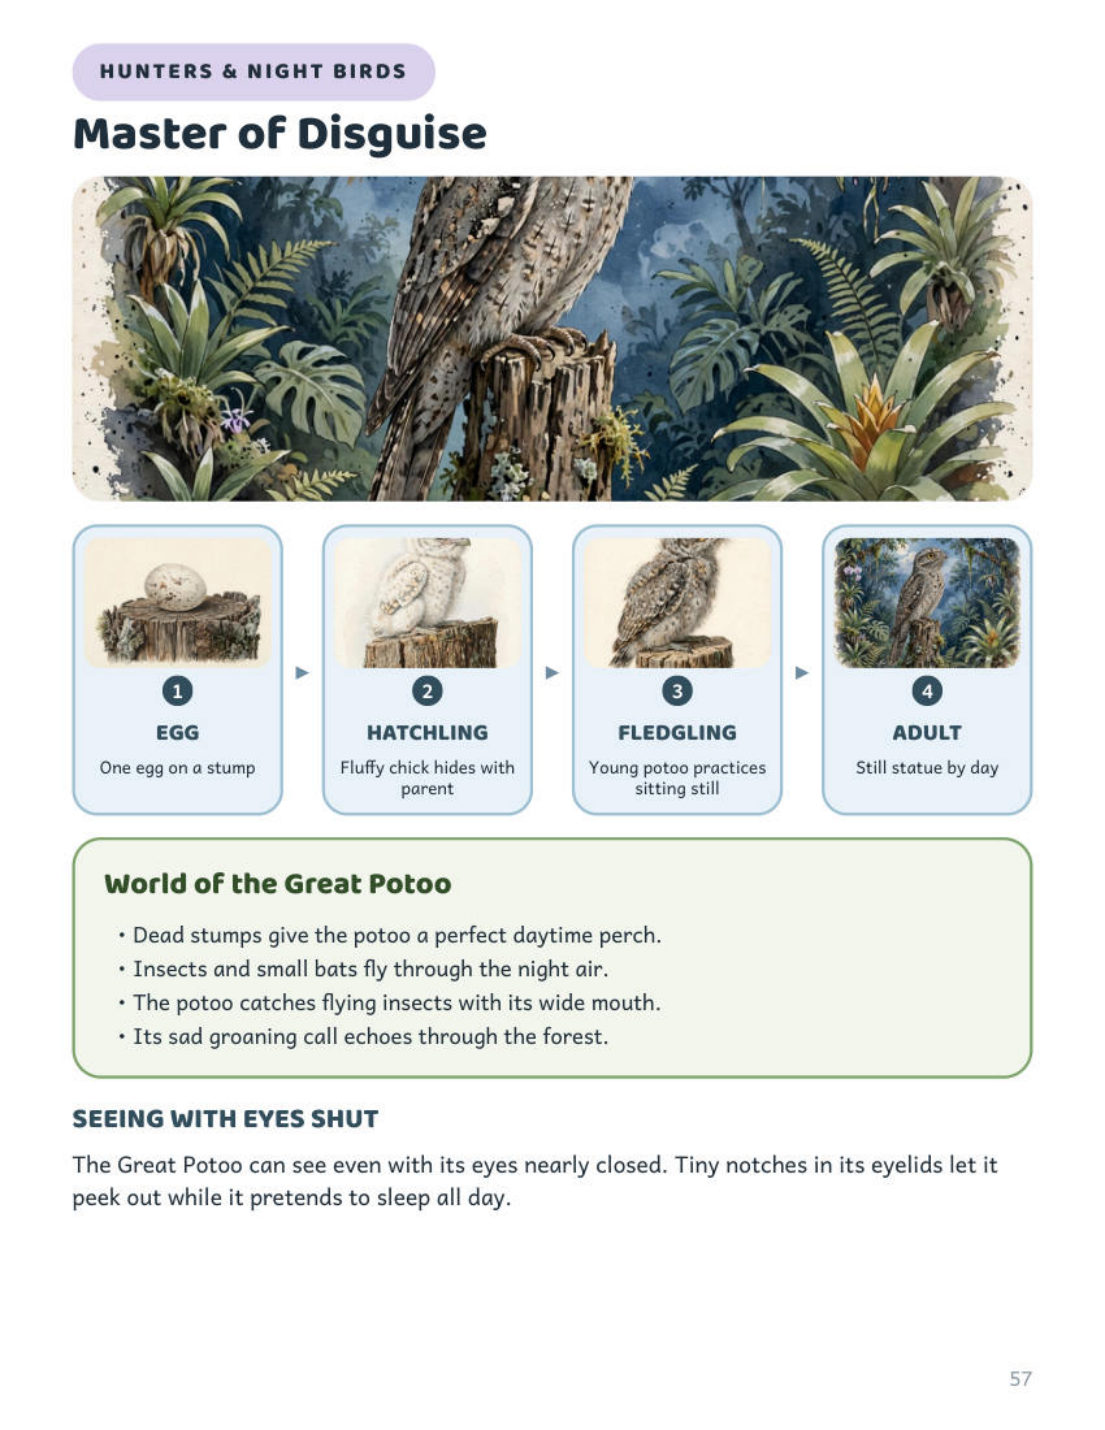 HUNTERS & NIGHT BIRDS
Master of Disguise
1
EGG
One egg on a stump
2
HATCHLING
Fluffy chick hides with
parent
3
FLEDGLING
Young potoo practices
sitting still
4
ADULT
Still statue by day
World of the Great Potoo
• Dead stumps give the potoo a perfect daytime perch.
• Insects and small bats fly through the night air.
• The potoo catches flying insects with its wide mouth.
• Its sad groaning call echoes through the forest.
SEEING WITH EYES SHUT
The Great Potoo can see even with its eyes nearly closed. Tiny notches in its eyelids let it
peek out while it pretends to sleep all day.
57